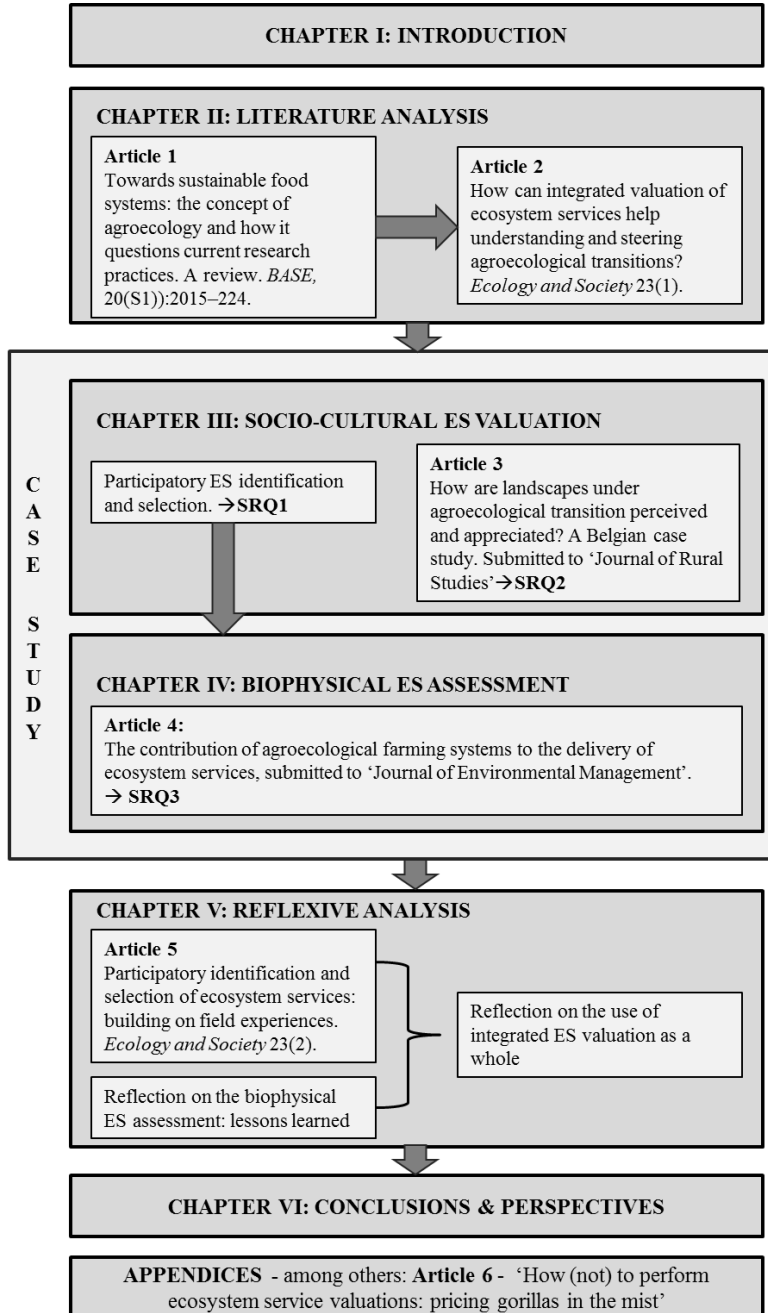 CHAPTER I: INTRODUCTION
CHAPTER II: LITERATURE ANALYSIS
Article 1
Towards sustainable food
systems: the concept of
agroecology and how it
questions current research
practices. A review. BASE,
20(S1)):2015–224.
Article 2
How can integrated valuation of
ecosystem services help
understanding and steering
agroecological transitions?
Ecology and Society 23(1).
C
A
S
E
S
T
U
D
Y
CHAPTER III: SOCIO-CULTURAL ES VALUATION
Participatory ES identification
and selection. →SRQ1
Article 3
How are landscapes under
agroecological transition perceived
and appreciated? A Belgian case
study. Submitted to ‘Journal of Rural
Studies’→SRQ2
CHAPTER IV: BIOPHYSICAL ES ASSESSMENT
Article 4:
The contribution of agroecological farming systems to the delivery of
ecosystem services, submitted to ‘Journal of Environmental Management’.
→ SRQ3
CHAPTER V: REFLEXIVE ANALYSIS
Article 5
Participatory identification and
selection of ecosystem services:
building on field experiences.
Ecology and Society 23(2).
Reflection on the biophysical
ES assessment: lessons learned
Reflection on the use of
integrated ES valuation as a
whole
CHAPTER VI: CONCLUSIONS & PERSPECTIVES
APPENDICES - among others: Article 6 - ‘How (not) to perform
ecosystem service valuations: pricing gorillas in the mist’